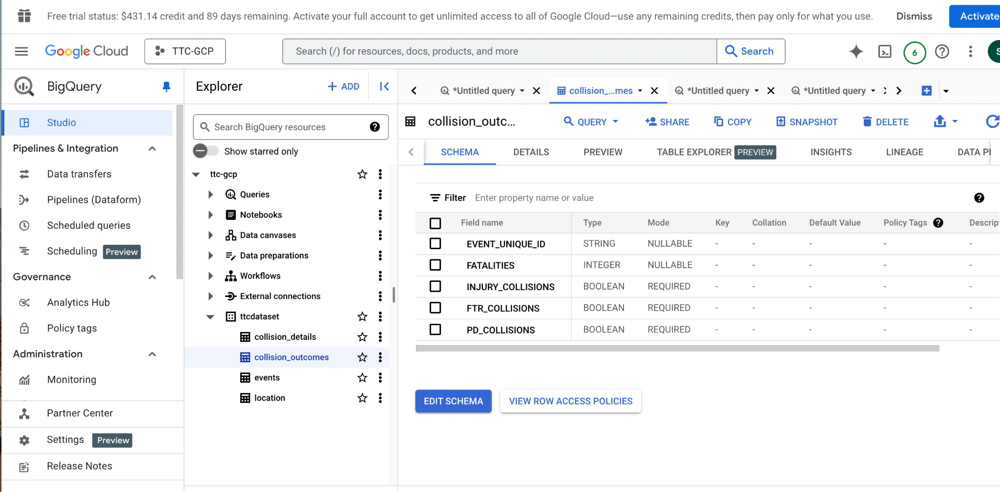 Free trial status: $431.14 credit and 89 days remaining. Activate your full account to get unlimited access to all of Google Cloud—use any remaining credits, then pay only for what you use.
Dismiss
Activate
Google Cloud
TTC-GCP
Search (/) for resources, docs, products, and more
Search
6
S
BigQuery
Studio
Pipelines & Integration
Data transfers
Pipelines (Dataform)
Scheduled queries
Scheduling Preview
Governance
Analytics Hub
Policy tags
Administration
Monitoring
Partner Center
Settings Preview
Release Notes
Explorer
+ ADD
Search BigQuery resources
Show starred only
ttc-gcp
Queries
Notebooks
Data canvases
Data preparations
Workflows
External connections
ttcdataset
collision_details
collision_outcomes
events
location
*Untitled query
collision_...mes
*Untitled query
*Untitled query
collision_outc...
QUERY
SHARE
COPY
SNAPSHOT
DELETE
SCHEMA
DETAILS
PREVIEW
TABLE EXPLORER PREVIEW
INSIGHTS
LINEAGE
DATA P
Filter Enter property name or value
Field name Type Mode Key Collation Default Value Policy Tags Descrip
EVENT_UNIQUE_ID STRING NULLABLE - - - - -
FATALITIES INTEGER NULLABLE - - - - -
INJURY_COLLISIONS BOOLEAN REQUIRED - - - - -
FTR_COLLISIONS BOOLEAN REQUIRED - - - - -
PD_COLLISIONS BOOLEAN REQUIRED - - - - -
EDIT SCHEMA
VIEW ROW ACCESS POLICIES